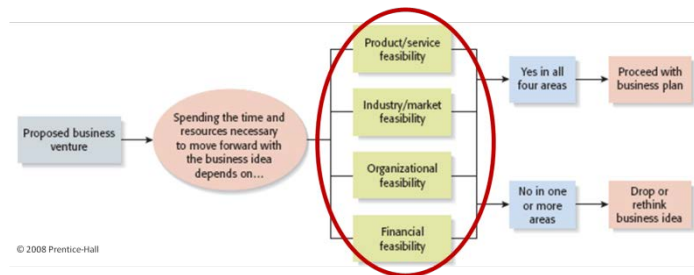 Proposed business
venture
Spending the time and
resources necessary
to move forward with
the business idea
depends on...
Product/service
feasibility
Industry/market
feasibility
Organizational
feasibility
Financial
feasibility
Yes in all
four areas
Proceed with
business plan
No in one
or more
areas
Drop or
rethink
business idea
© 2008 Prentice-Hall